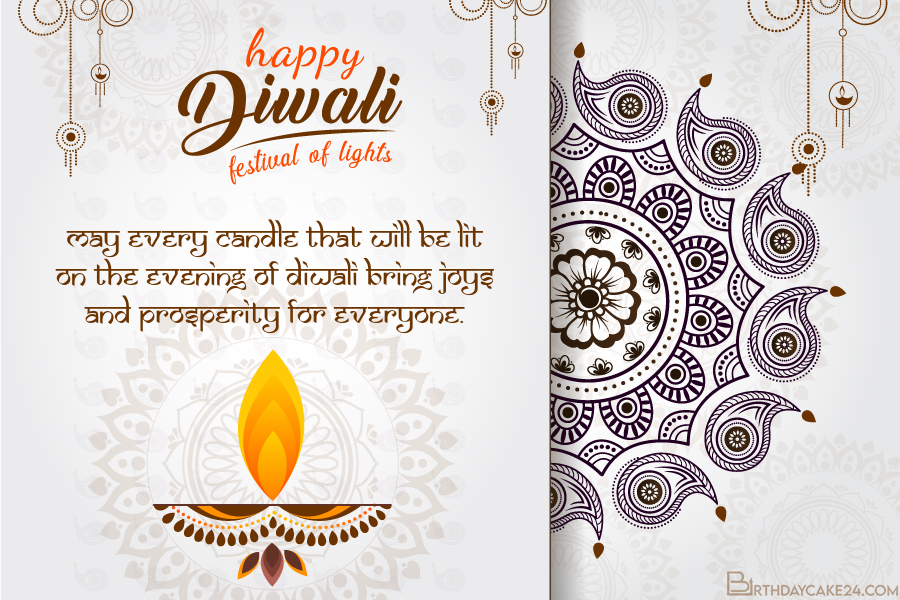 happy
Diwali
festival of lights
may every candle that will be lit
on the evening of diwali bring joys
and prosperity for everyone.
BIRTHDAYCAKE24.COM